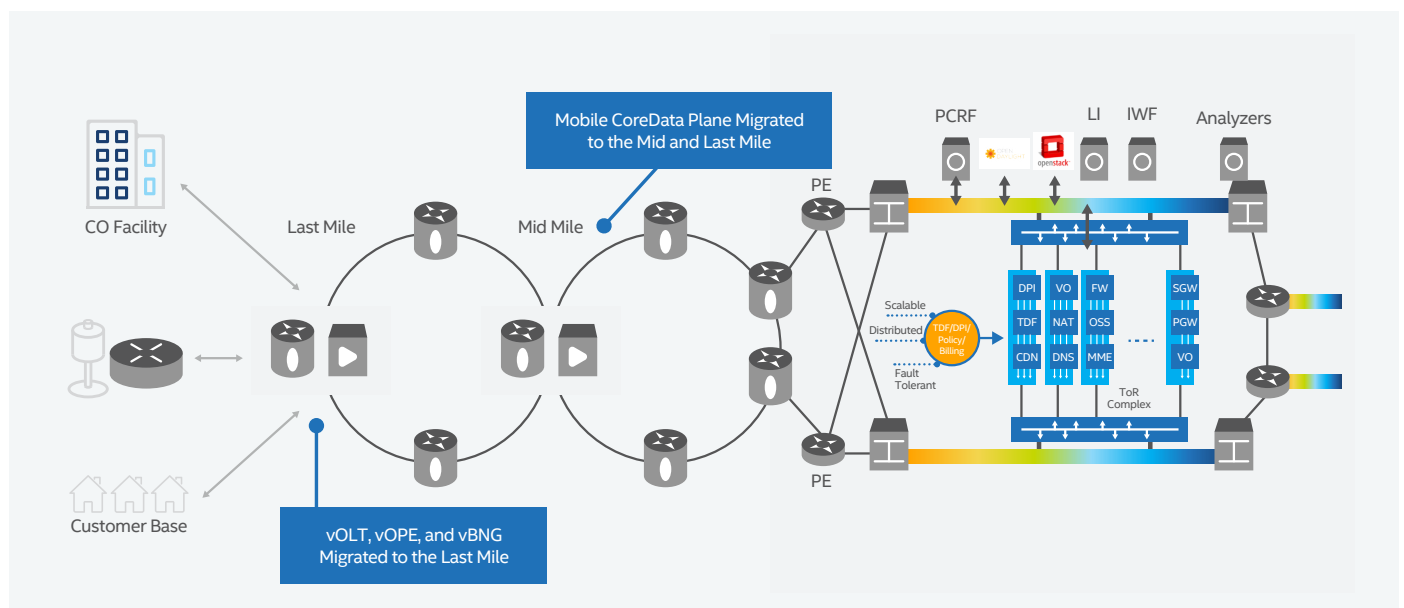 Mobile CoreData Plane Migrated
to the Mid and Last Mile
PCRF
LI
IWF
Analyzers
openstack
PE
CO Facility
Last Mile
Mid Mile
DPI
VO
FW
SGW
Scalable
Distributed
Fault
Tolerant
TDF/DPI/
Policy/
Billing
TDF
NAT
OSS
PGW
CDN
DNS
MME
VO
ToR
Complex
PE
Customer Base
vOLT, vOPE, and vBNG
Migrated to the Last Mile